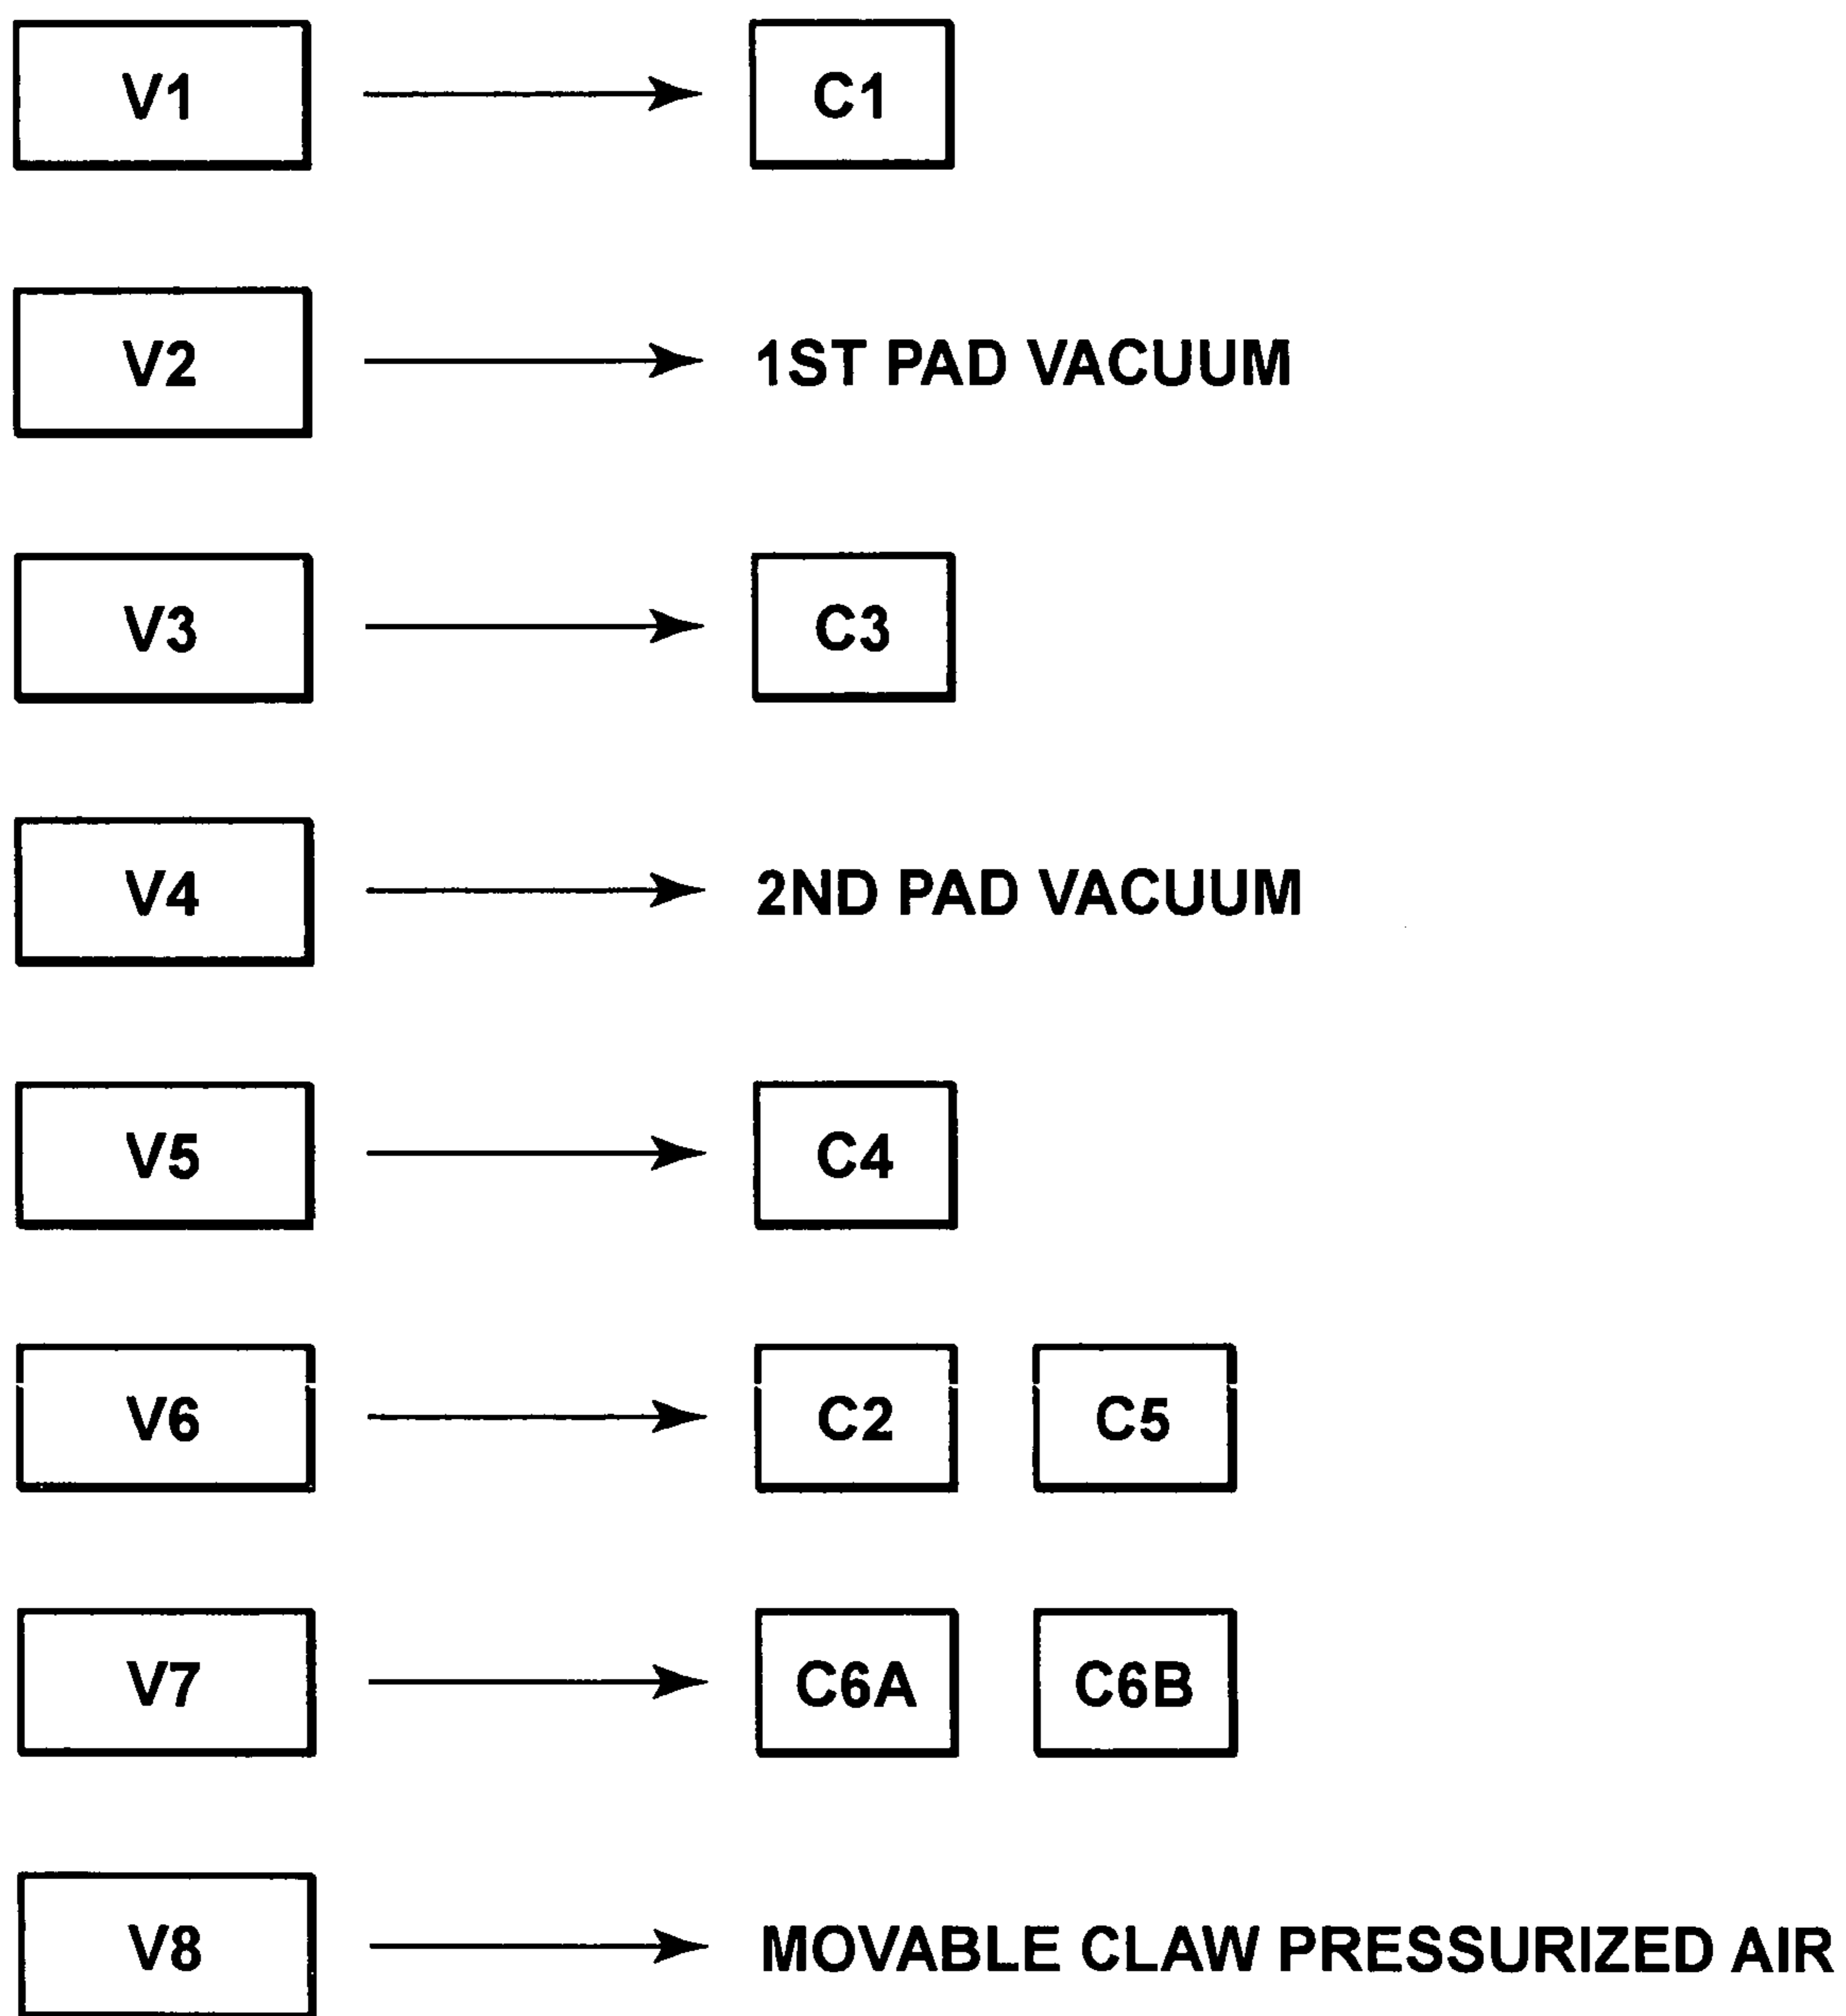 V1 C1
V2 1ST PAD VACUUM
V3 C3
V4 2ND PAD VACUUM
V5 C4
V6 C2 C5
V7 C6A C6B
V8 MOVABLE CLAW PRESSURIZED AIR